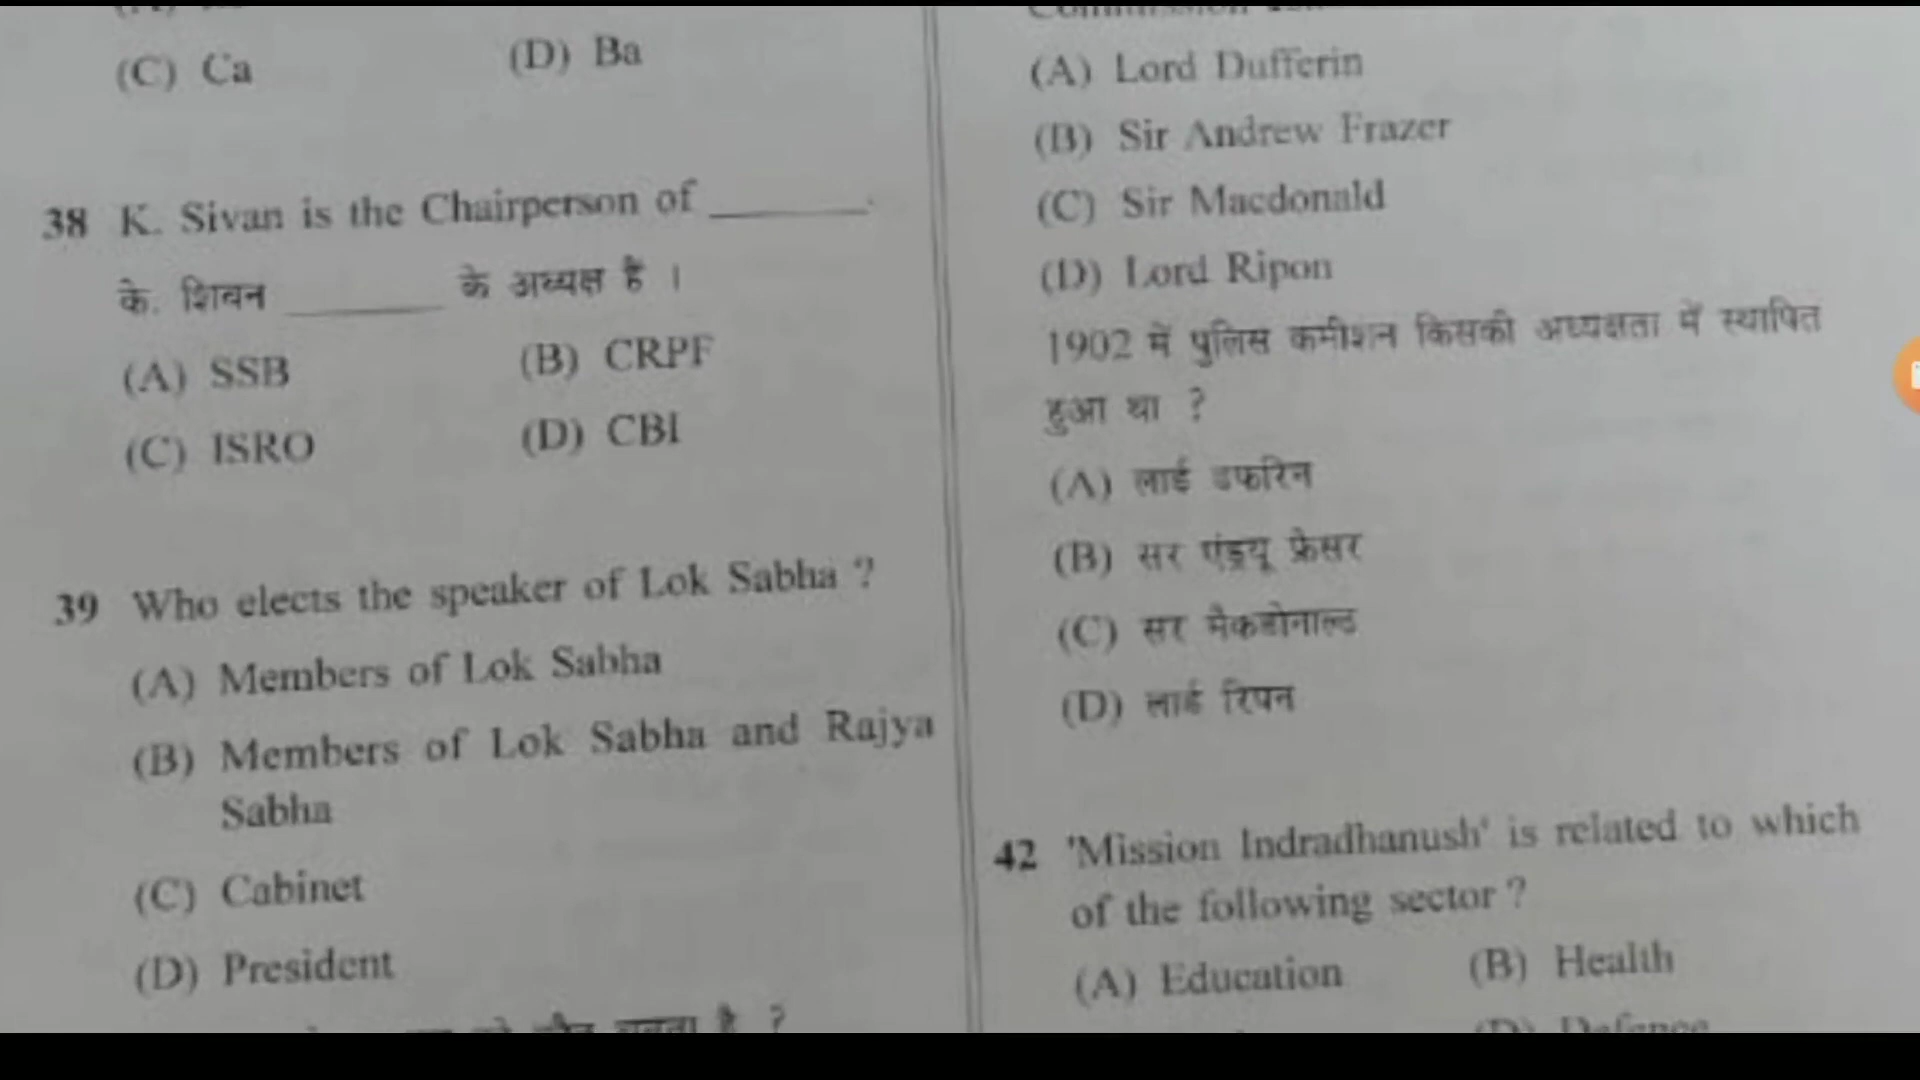 (C) Ca (D) Ba
38 K. Sivan is the Chairperson of ______.
के. शिवन ______ के अध्यक्ष हैं ।
(A) SSB (B) CRPF
(C) ISRO (D) CBI
39 Who elects the speaker of Lok Sabha ?
(A) Members of Lok Sabha
(B) Members of Lok Sabha and Rajya
Sabha
(C) Cabinet
(D) President
है ?
(A) Lord Dufferin
(B) Sir Andrew Frazer
(C) Sir Macdonald
(D) Lord Ripon
1902 में पुलिस कमीशन किसकी अध्यक्षता में स्थापित
हुआ था ?
(A) लार्ड डफरिन
(B) सर एंड्रयू फ्रेसर
(C) सर मैकडोनाल्ड
(D) लार्ड रिपन
42 'Mission Indradhanush' is related to which
of the following sector ?
(A) Education (B) Health
(D) Defence